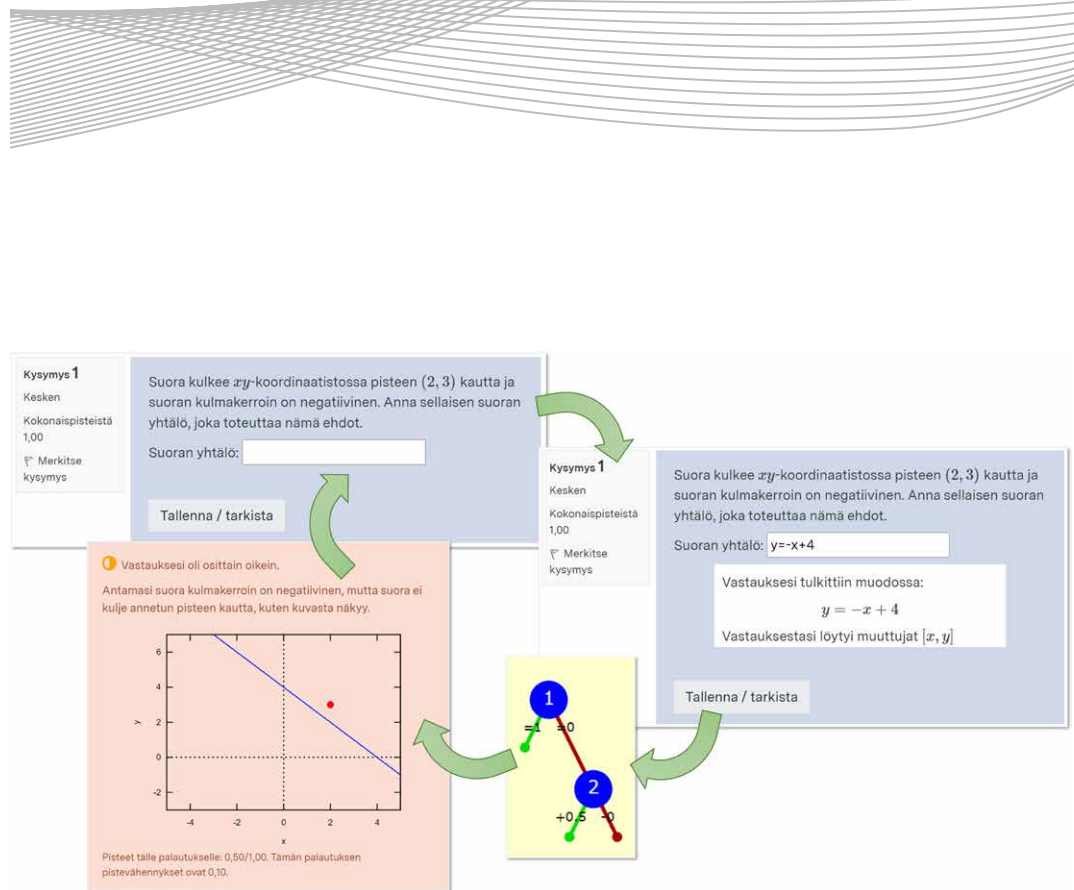 Kysymys 1
Kesken
Kokonaispisteistä
1,00
Merkitse
kysymys
Suora kulkee xy-koordinaatistossa pisteen (2, 3) kautta ja
suoran kulmakerroin on negatiivinen. Anna sellaisen suoran
yhtälö, joka toteuttaa nämä ehdot.
Suoran yhtälö:
Tallenna / tarkista
Kysymys 1
Kesken
Kokonaispisteistä
1,00
Merkitse
kysymys
Suora kulkee xy-koordinaatistossa pisteen (2, 3) kautta ja
suoran kulmakerroin on negatiivinen. Anna sellaisen suoran
yhtälö, joka toteuttaa nämä ehdot.
Suoran yhtälö: y=-x+4
Vastauksesi tulkittiin muodossa:
y = −x + 4
Vastauksestasi löytyi muuttujat [x, y]
Tallenna / tarkista
1
=1 =0
2
+0.5 -0
Vastauksesi oli osittain oikein.
Antamasi suora kulmakerroin on negatiivinen, mutta suora ei
kulje annetun pisteen kautta, kuten kuvasta näkyy.
6
4
2
0
-2
y
-4 -2 0 2 4
x
Pisteet tälle palautukselle: 0,50/1,00. Tämän palautuksen
pistevähennykset ovat 0,10.